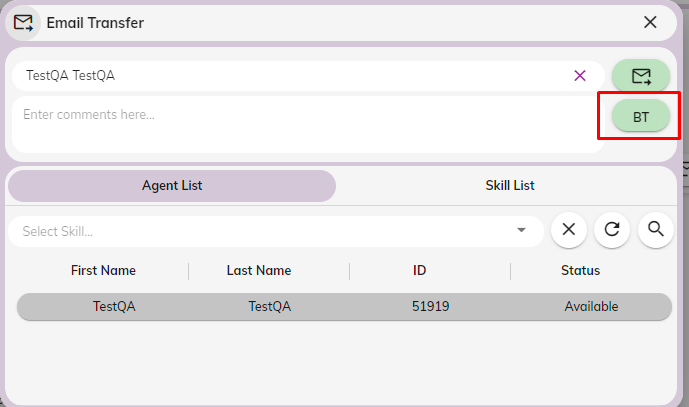 Email Transfer
TestQA TestQA
Enter comments here...
BT
Agent List Skill List
Select Skill...
First Name Last Name ID Status
TestQA TestQA 51919 Available